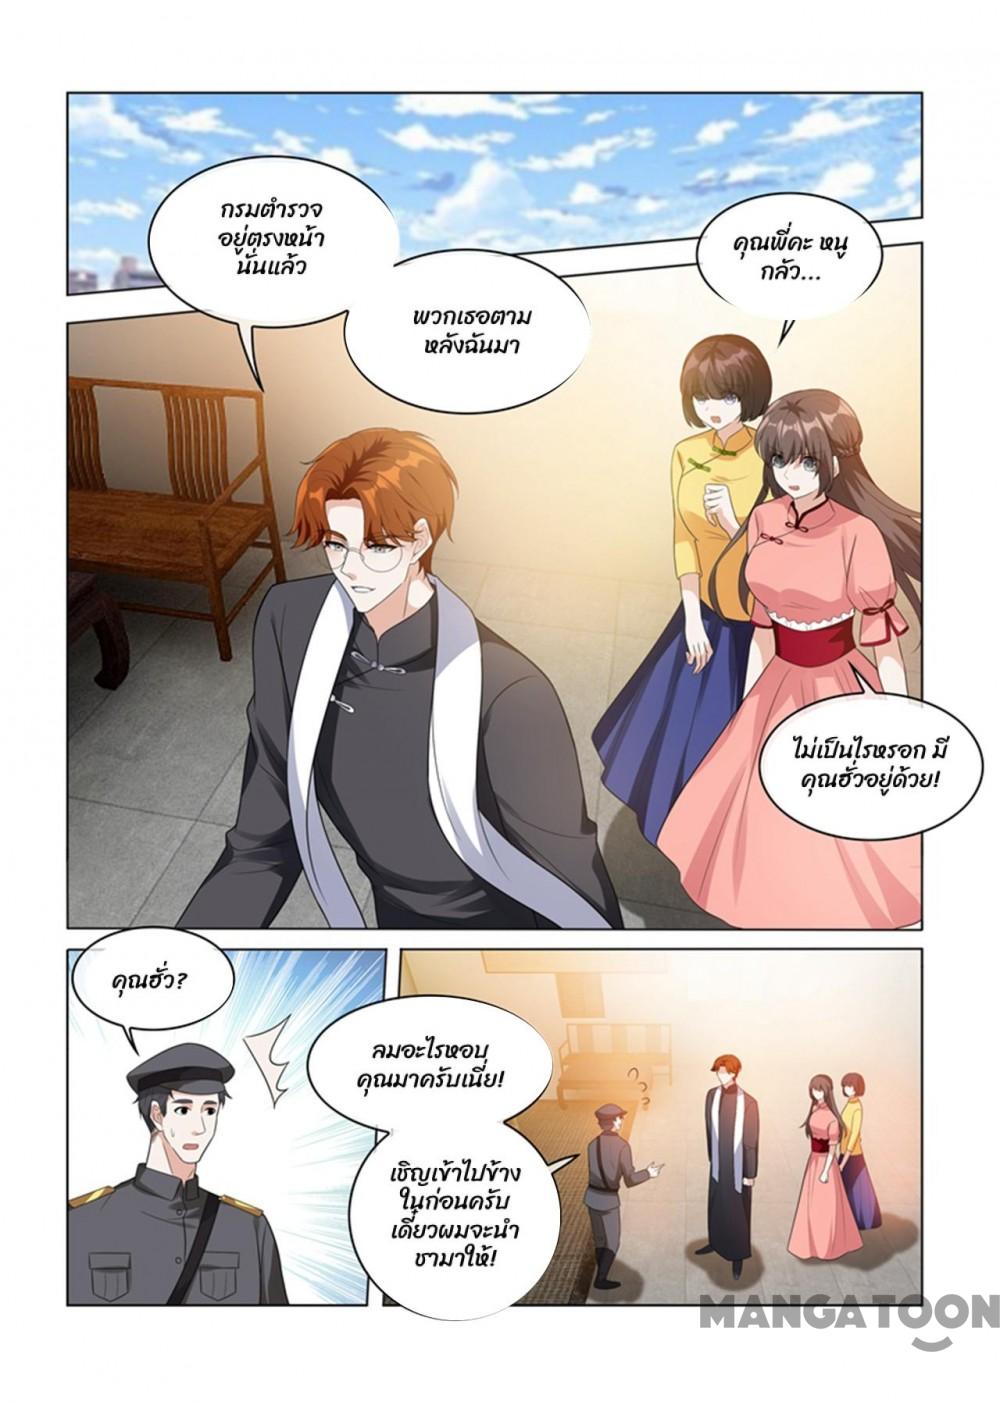 กรมตำรวจ
อยู่ตรงหน้า
นั่นแล้ว
พวกเธอตาม
หลังฉันมา
คุณพี่คะ หนู
กลัว...
ไม่เป็นไรหรอก มี
คุณฮั่วอยู่ด้วย!
คุณฮั่ว?
ลมอะไรหอบ
คุณมาครับเนี่ย!
เชิญเข้าไปข้าง
ในก่อนครับ
เดี๋ยวผมจะนำ
ชามาให้!
MANGATOON